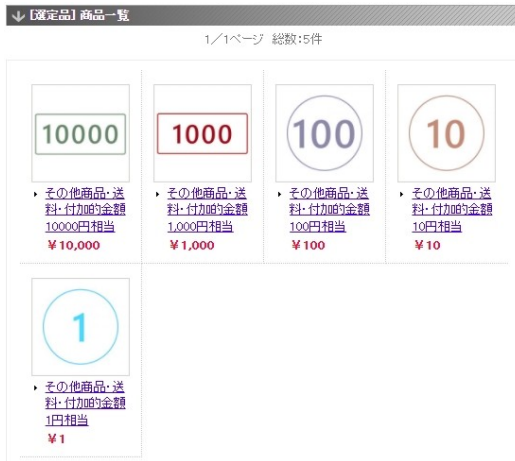 [選定品] 商品一覧
1／1ページ 総数:5件
10000
1000
100
10
その他商品・送
料・付加的金額
10000円相当
￥10,000
その他商品・送
料・付加的金額
1,000円相当
￥1,000
その他商品・送
料・付加的金額
100円相当
￥100
その他商品・送
料・付加的金額
10円相当
￥10
1
その他商品・送
料・付加的金額
1円相当
￥1